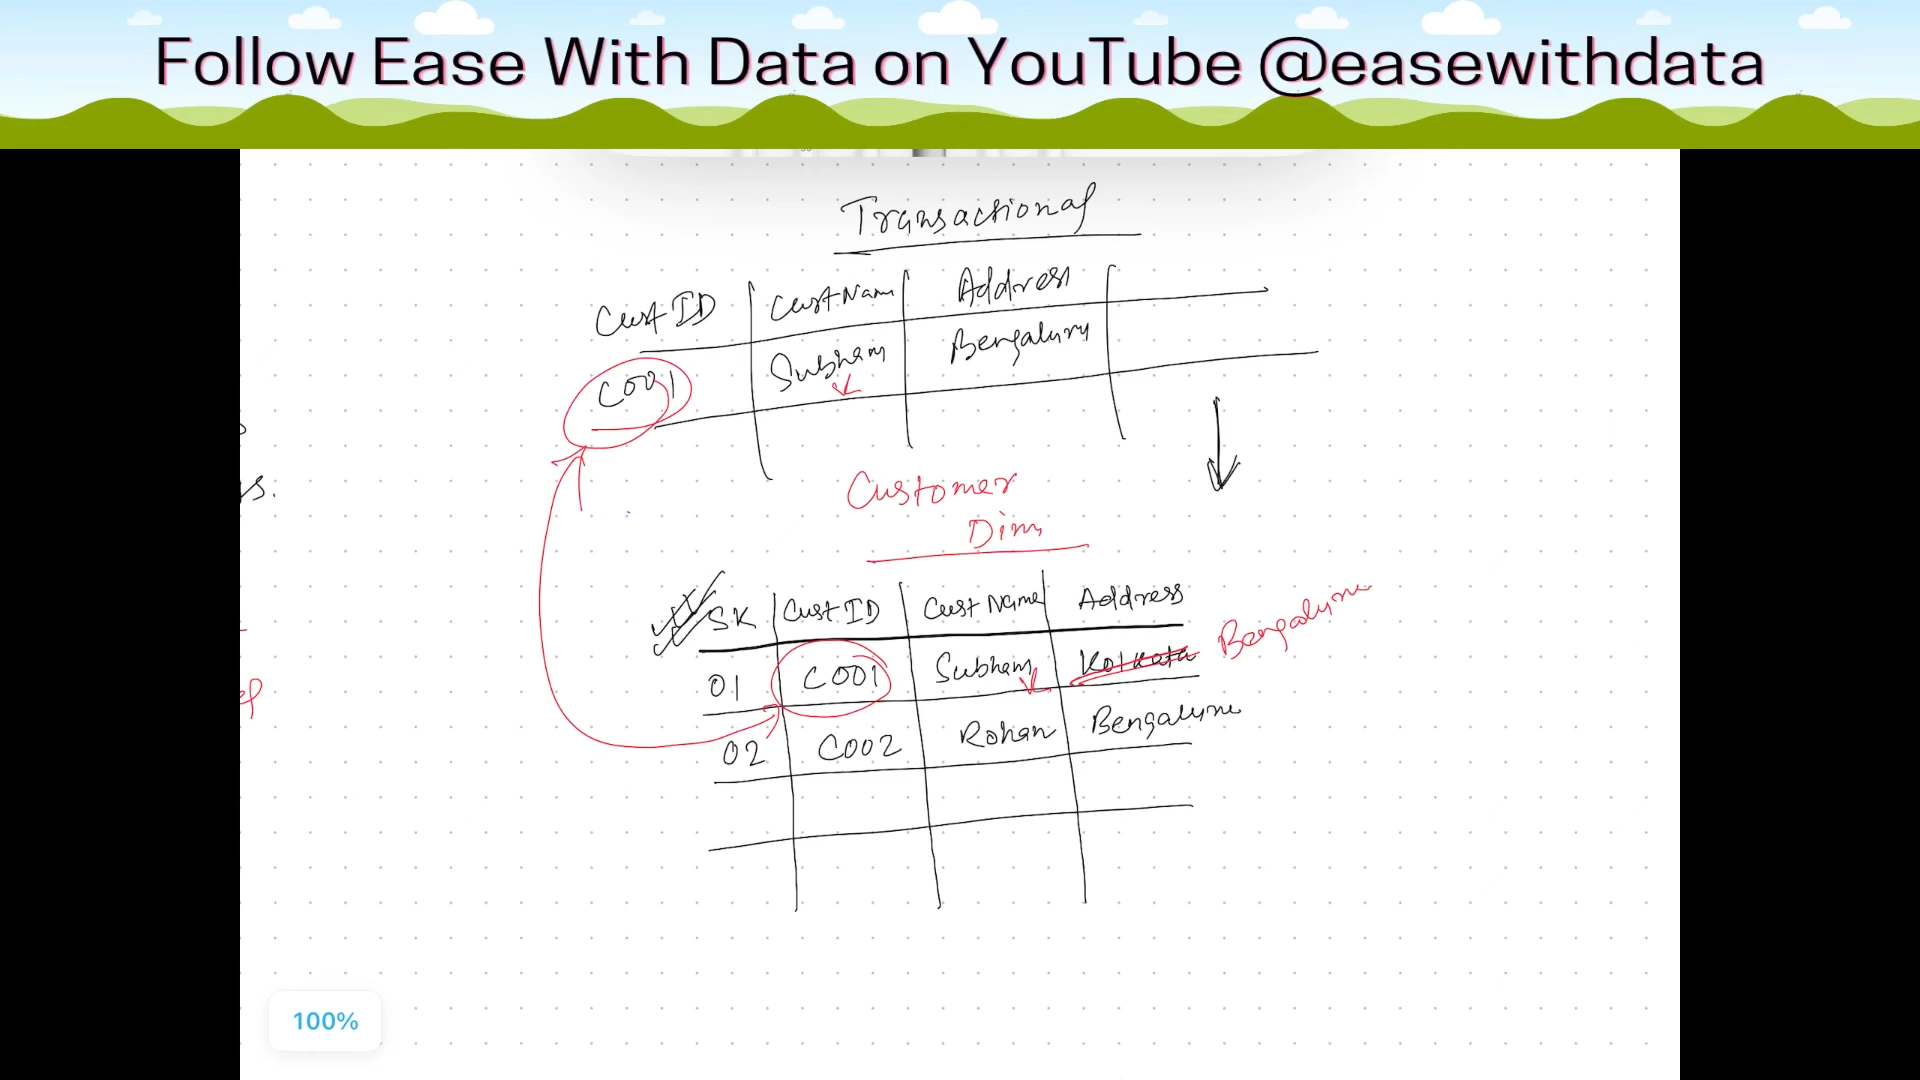 Follow Ease With Data on YouTube @easewithdata
Transactional
Cust ID Cust Name Address
C001 Subham Bengaluru
s.
Customer
Dim
SK Cust ID Cust Name Address
01 C001 Subham Kolkata Bengaluru
02 C002 Rohan Bengaluru
100%